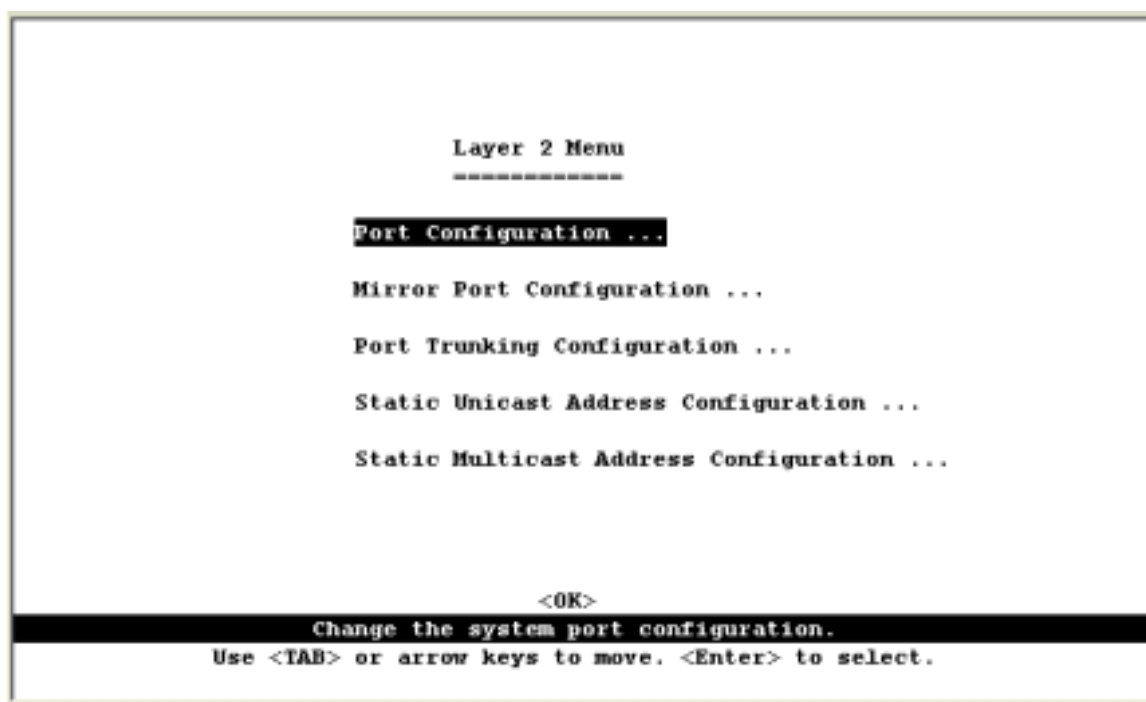 Layer 2 Menu
============
Port Configuration ...
Mirror Port Configuration ...
Port Trunking Configuration ...
Static Unicast Address Configuration ...
Static Multicast Address Configuration ...
<OK>
Change the system port configuration.
Use <TAB> or arrow keys to move. <Enter> to select.